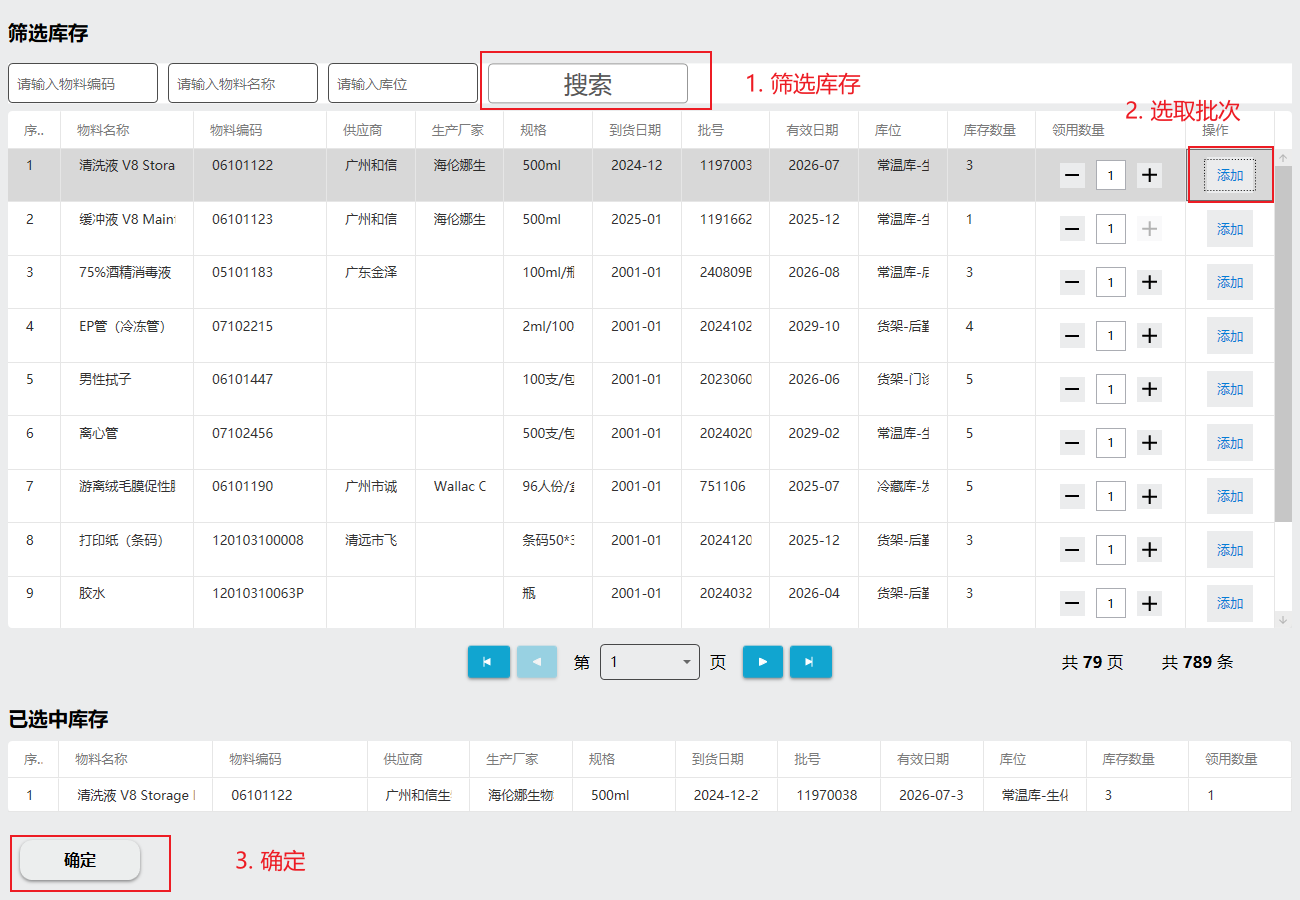 筛选库存
请输入物料编码 请输入物料名称 请输入库位 搜索 1. 筛选库存
2. 选取批次
序.. 物料名称 物料编码 供应商 生产厂家 规格 到货日期 批号 有效日期 库位 库存数量 领用数量 操作
1 清洗液 V8 Stora 06101122 广州和信 海伦娜生 500ml 2024-12 1197003 2026-07 常温库- 3 1 添加
2 缓冲液 V8 Main 06101123 广州和信 海伦娜生 500ml 2025-01 1191662 2025-12 常温库- 1 1 添加
3 75%酒精消毒液 05101183 广东金泽 100ml/瓶 2001-01 240809 2026-08 常温库- 3 1 添加
4 EP管（冷冻管） 07102215 2ml/100 2001-01 2024102 2029-10 货架-后勤 4 1 添加
5 男性拭子 06101447 100支/包 2001-01 2023060 2026-06 货架-门诊 5 1 添加
6 离心管 07102456 500支/包 2001-01 2024020 2029-02 常温库- 5 1 添加
7 游离绒毛膜促性 06101190 广州市诚 Wallac C 96人份/ 2001-01 751106 2025-07 冷藏库- 5 1 添加
8 打印纸（条码） 120103100008 清远市飞 条码50* 2001-01 2024120 2025-12 货架-后勤 3 1 添加
9 胶水 12010310063P 瓶 2001-01 2024032 2026-04 货架-后勤 3 1 添加
第 1 页 共 79 页 共 789 条
已选中库存
序.. 物料名称 物料编码 供应商 生产厂家 规格 到货日期 批号 有效日期 库位 库存数量 领用数量
1 清洗液 V8 Storage 06101122 广州和信生 海伦娜生物 500ml 2024-12-2 11970038 2026-07-3 常温库-生化 3 1
确定 3. 确定